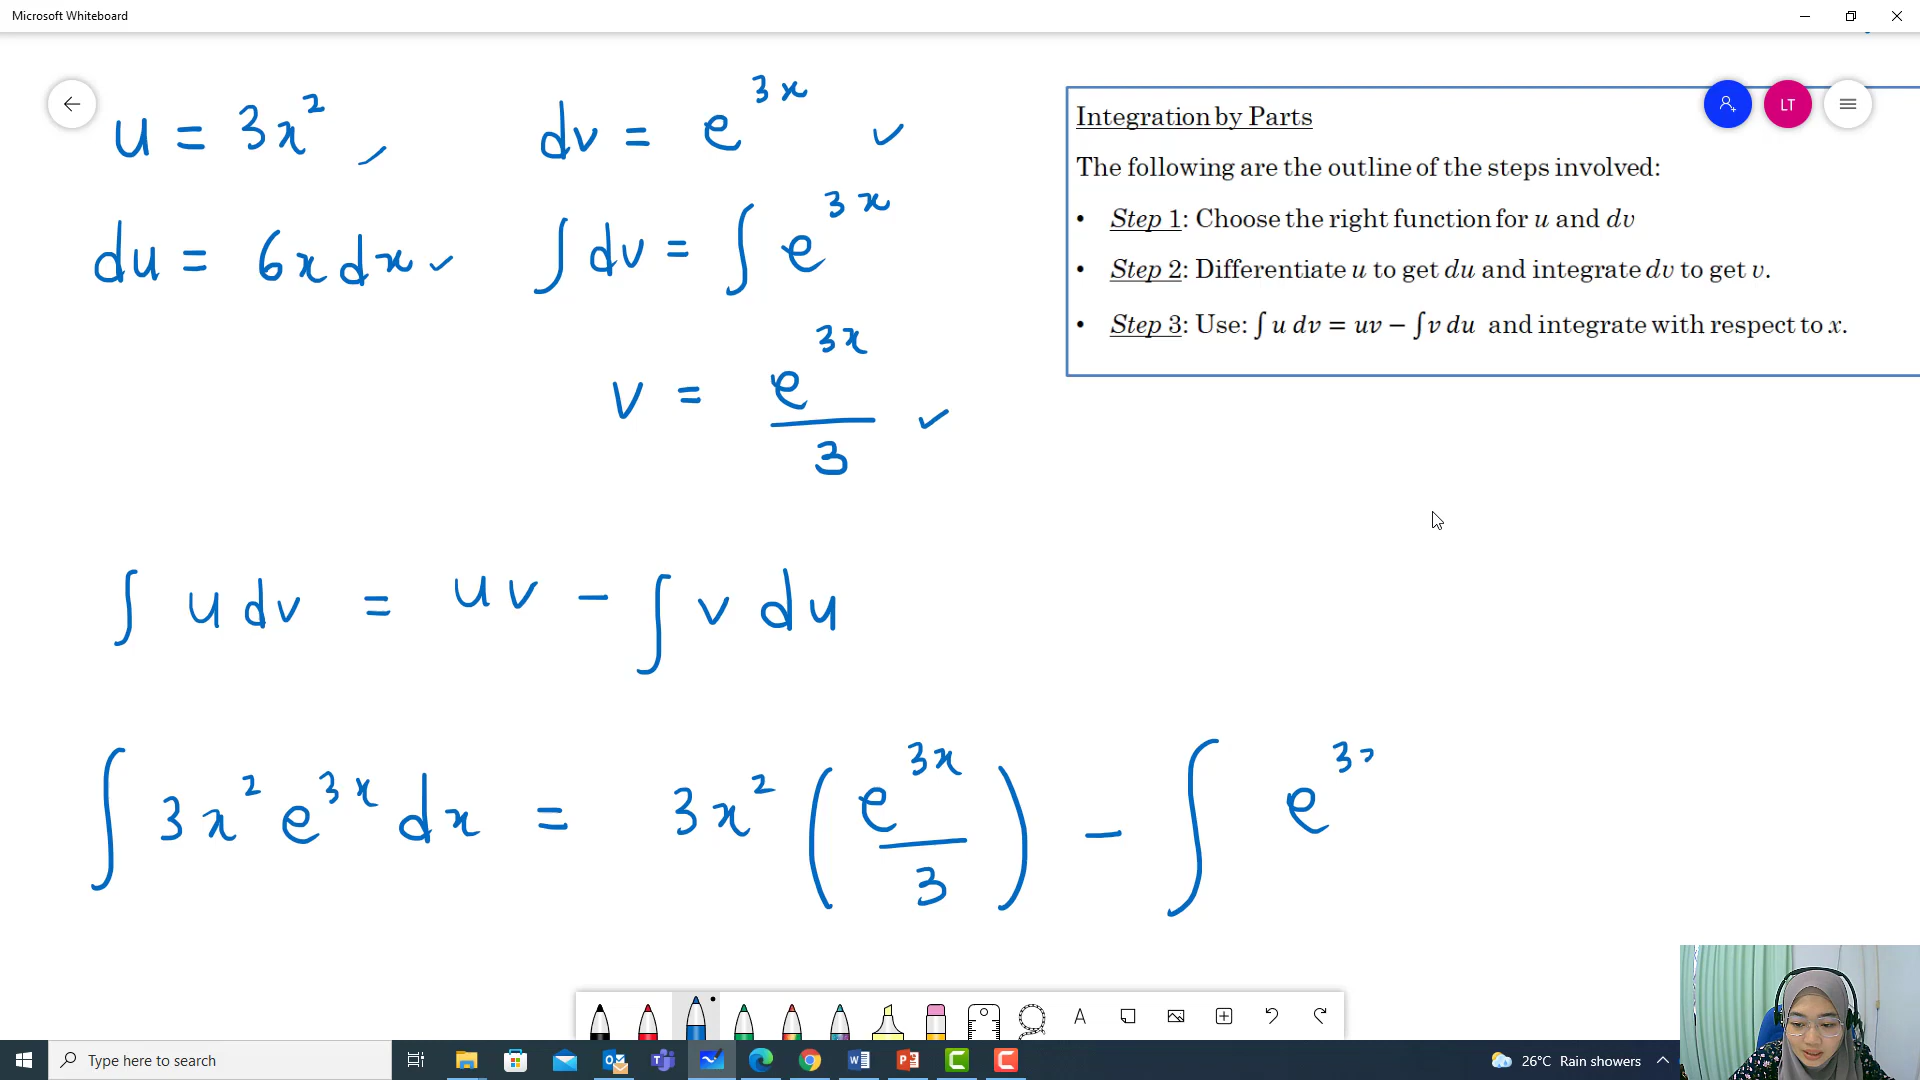 Microsoft Whiteboard
u = 3x²
dv = e^{3x}
du = 6x dx
∫ dv = ∫ e^{3x}
v = e^{3x}/3
∫ u dv = uv − ∫ v du
∫ 3x² e^{3x} dx = 3x² (e^{3x}/3) − ∫ e^{3
Integration by Parts
The following are the outline of the steps involved:
• Step 1: Choose the right function for u and dv
• Step 2: Differentiate u to get du and integrate dv to get v.
• Step 3: Use: ∫ u dv = uv − ∫ v du and integrate with respect to x.
LT
A
Type here to search
26°C Rain showers